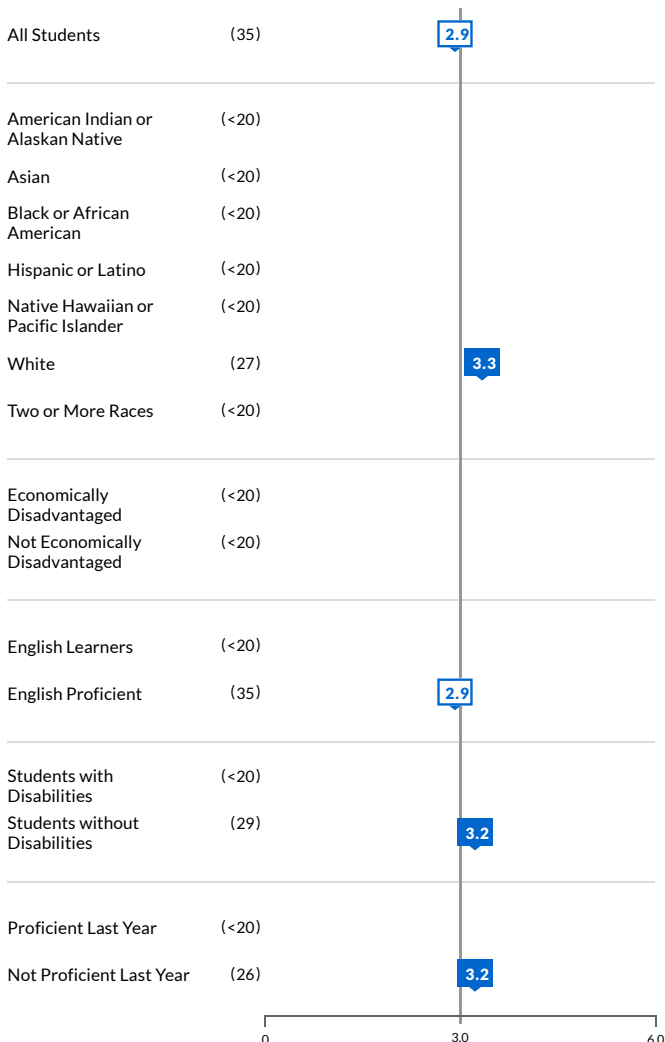 All Students (35) 2.9
American Indian or (<20)
Alaskan Native
Asian (<20)
Black or African (<20)
American
Hispanic or Latino (<20)
Native Hawaiian or (<20)
Pacific Islander
White (27) 3.3
Two or More Races (<20)
Economically (<20)
Disadvantaged
Not Economically (<20)
Disadvantaged
English Learners (<20)
English Proficient (35) 2.9
Students with (<20)
Disabilities
Students without (29) 3.2
Disabilities
Proficient Last Year (<20)
Not Proficient Last Year (26) 3.2
0 3.0 6.0